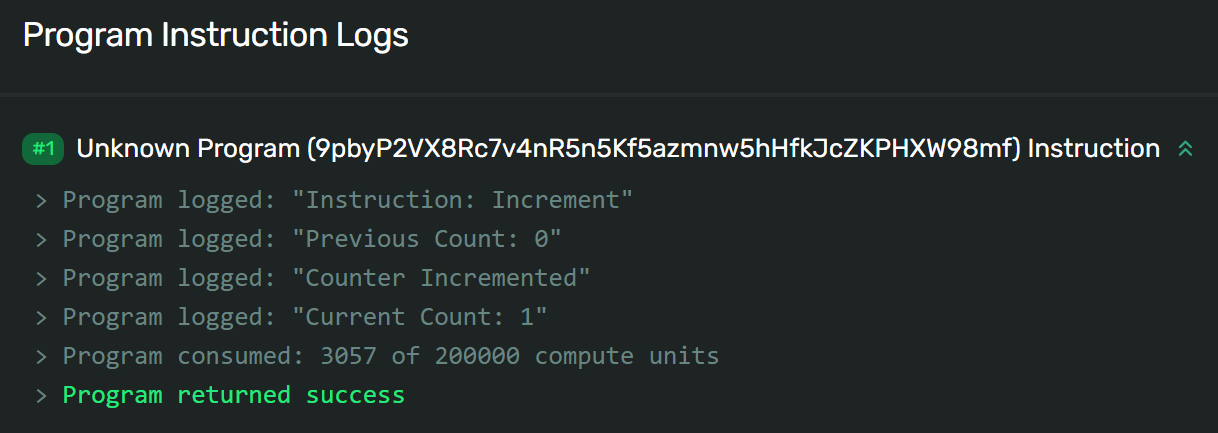 Program Instruction Logs
#1 Unknown Program (9pbyP2VX8Rc7v4nR5n5Kf5azmnw5hHfkJcZKPHXW98mf) Instruction
> Program logged: "Instruction: Increment"
> Program logged: "Previous Count: 0"
> Program logged: "Counter Incremented"
> Program logged: "Current Count: 1"
> Program consumed: 3057 of 200000 compute units
> Program returned success